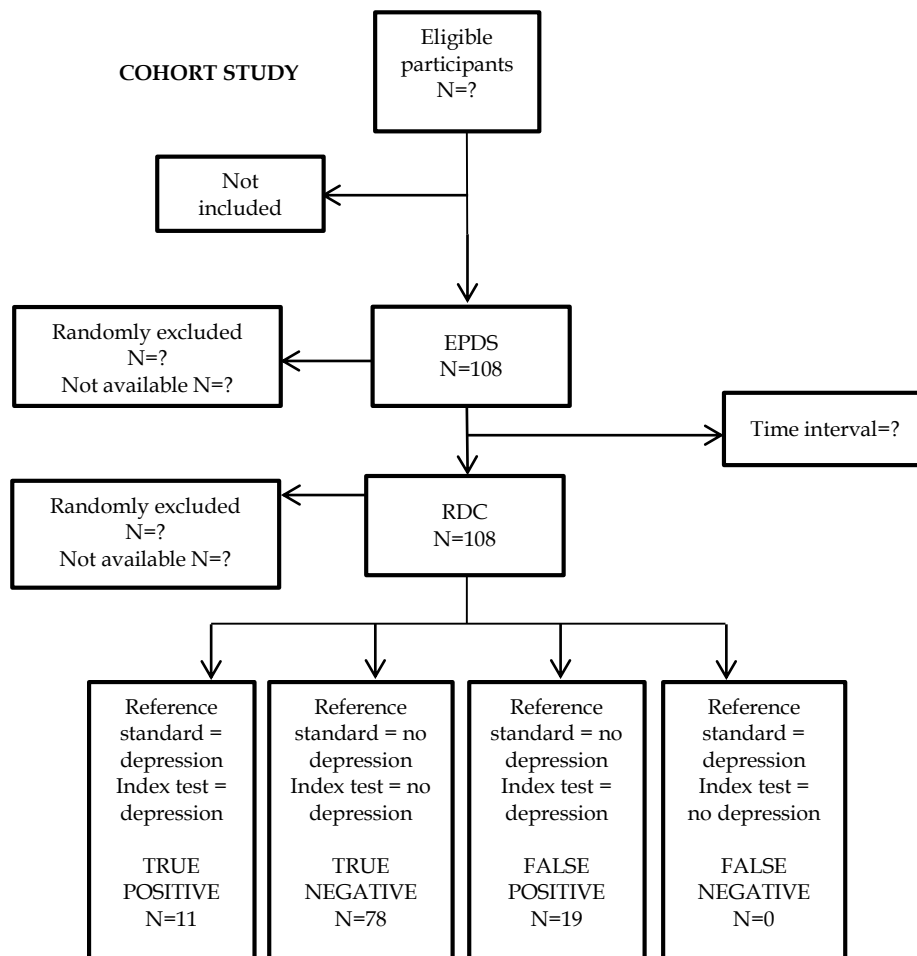 Eligible
participants
N=?
COHORT STUDY
Not
included
Randomly excluded
N=?
Not available N=?
EPDS
N=108
Time interval=?
Randomly excluded
N=?
Not available N=?
RDC
N=108
Reference
standard =
depression
Index test =
depression
TRUE
POSITIVE
N=11
Reference
standard = no
depression
Index test = no
depression
TRUE
NEGATIVE
N=78
Reference
standard = no
depression
Index test =
depression
FALSE
POSITIVE
N=19
Reference
standard =
depression
Index test =
no depression
FALSE
NEGATIVE
N=0